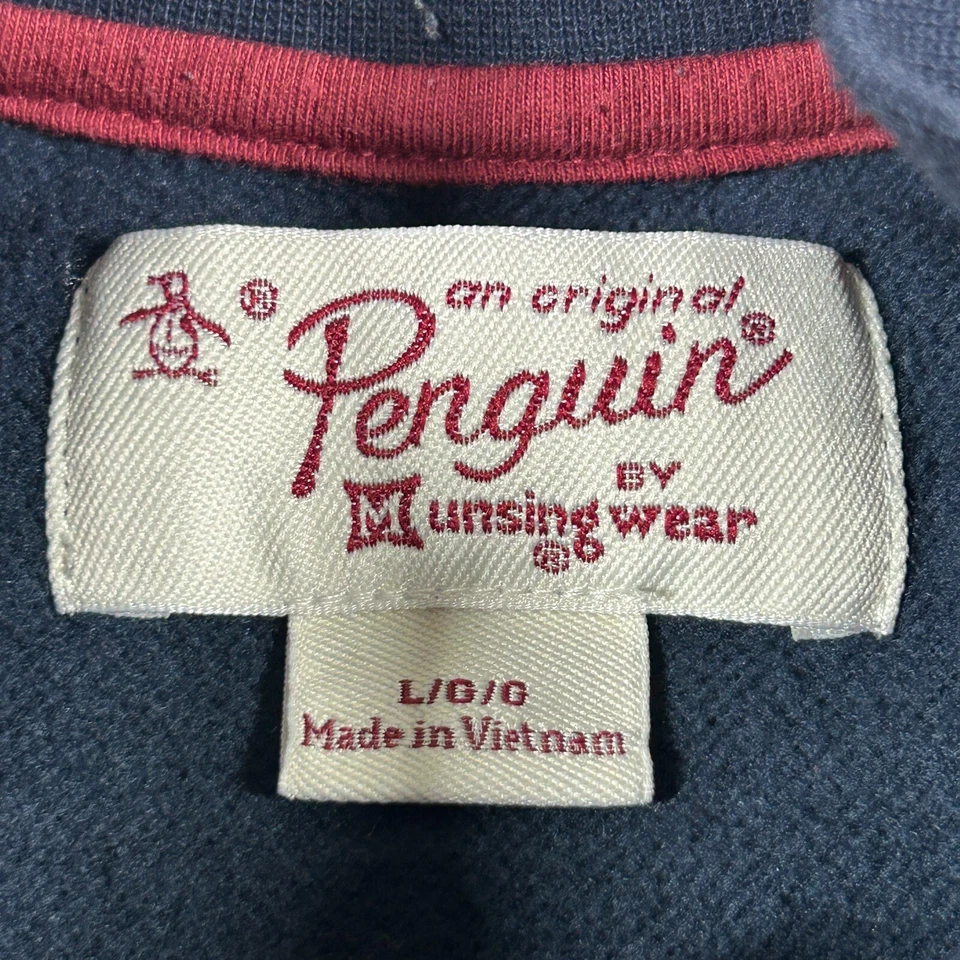 ®
an original
Penguin®
BY
Munsingwear
®
L/G/G
Made in Vietnam